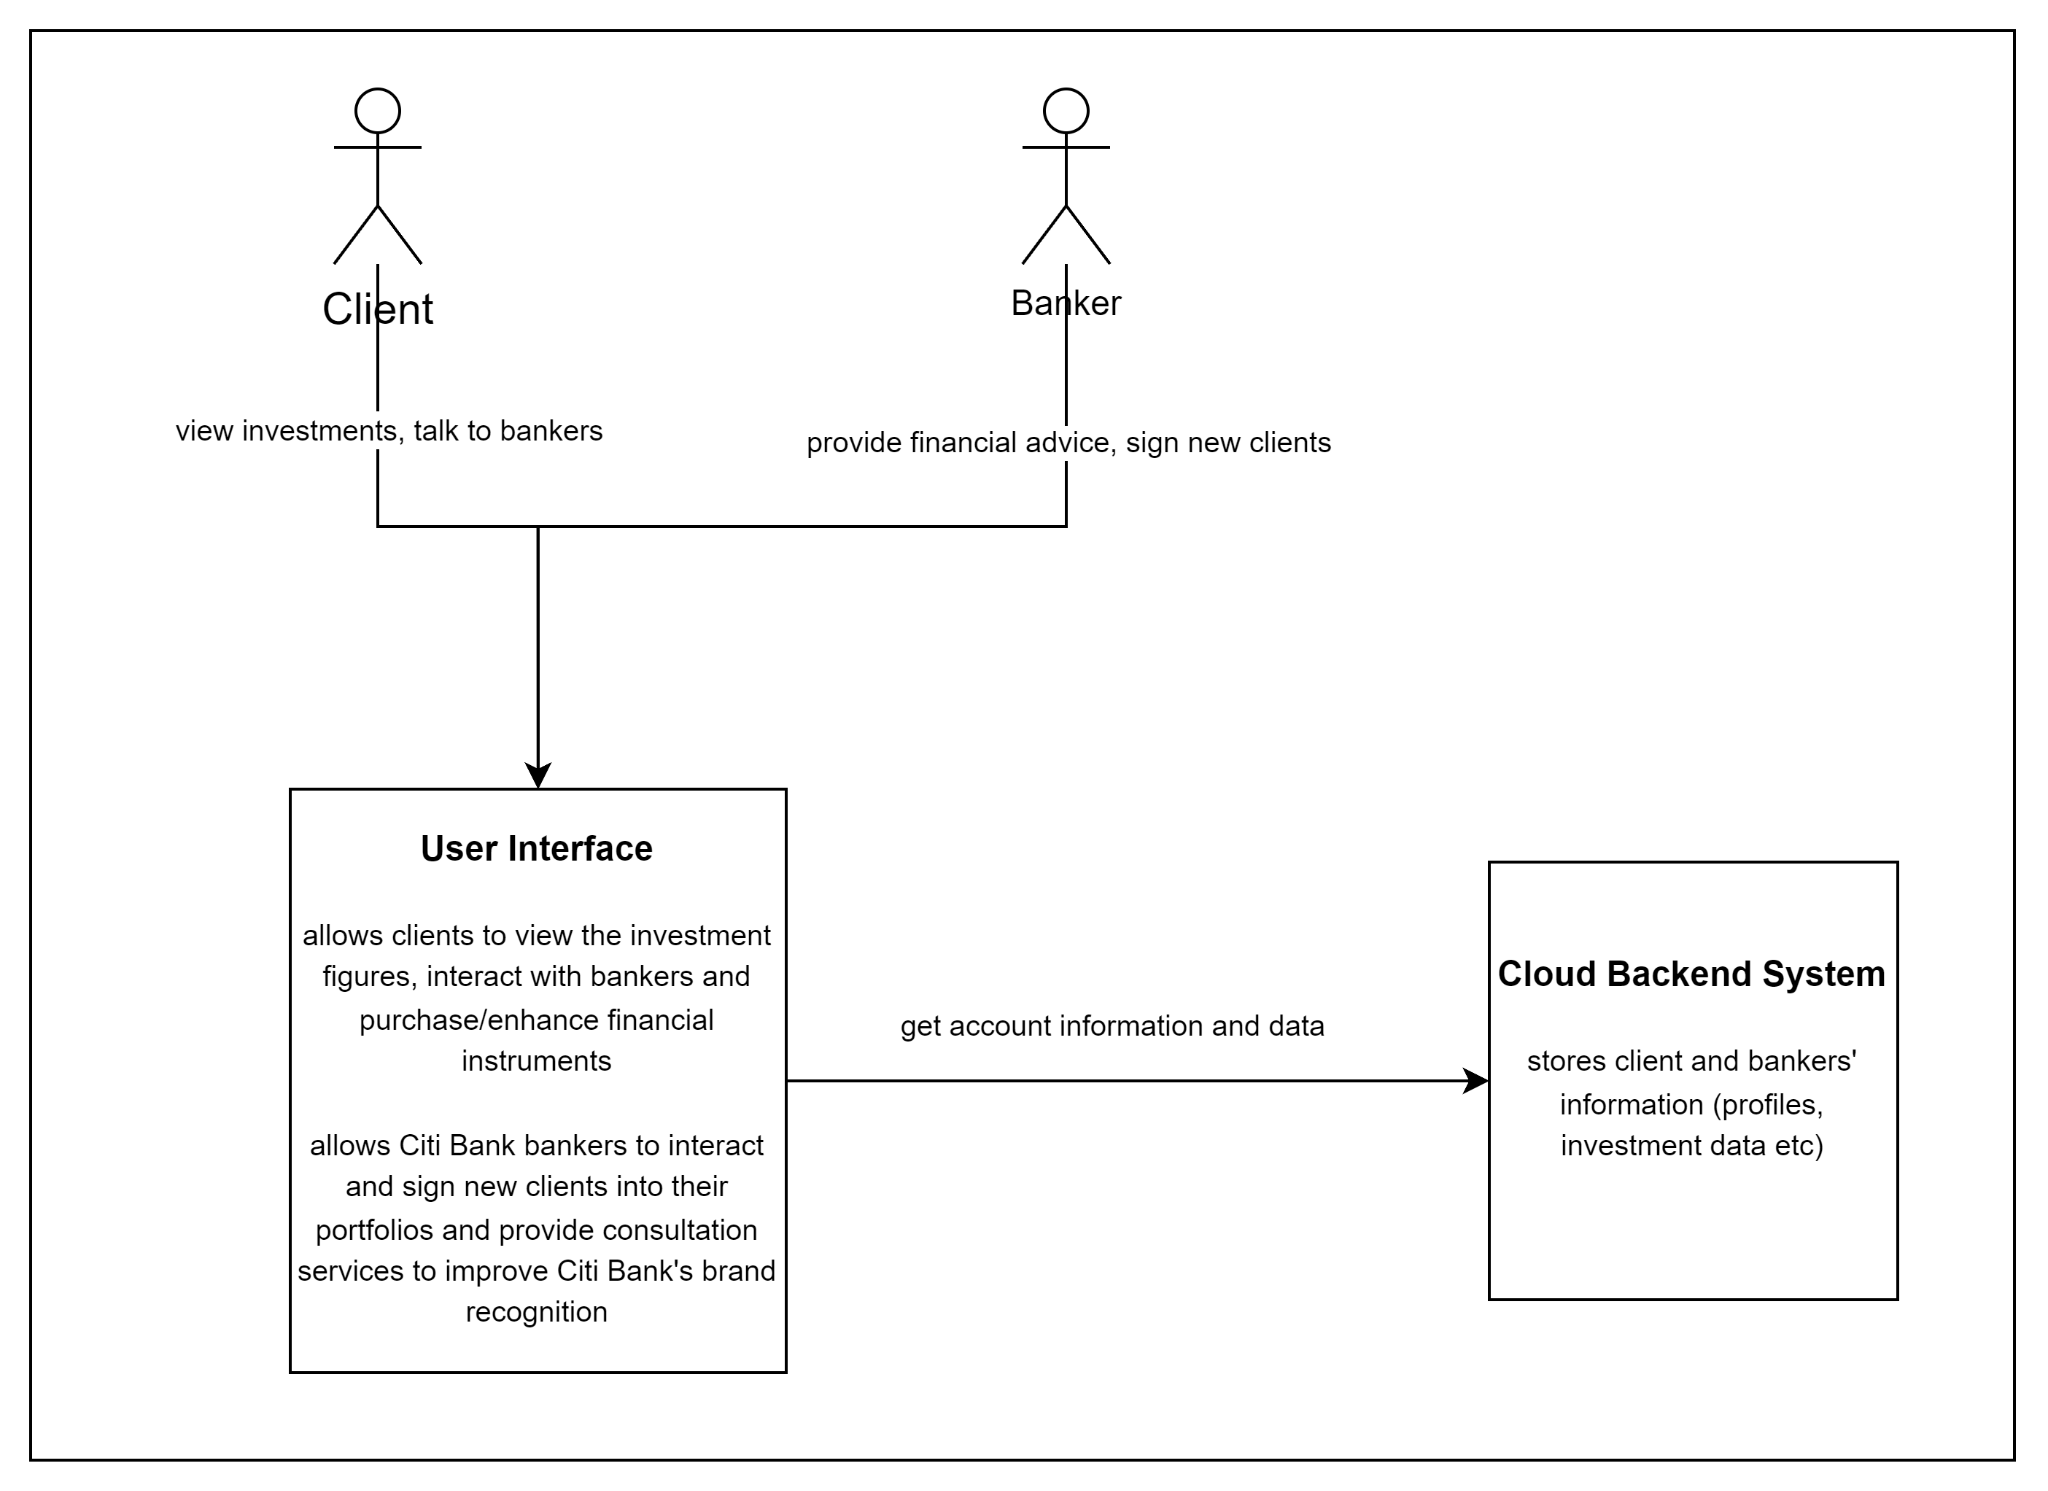 Client
Banker
view investments, talk to bankers
provide financial advice, sign new clients
User Interface
allows clients to view the investment
figures, interact with bankers and
purchase/enhance financial
instruments
allows Citi Bank bankers to interact
and sign new clients into their
portfolios and provide consultation
services to improve Citi Bank's brand
recognition
get account information and data
Cloud Backend System
stores client and bankers'
information (profiles,
investment data etc)